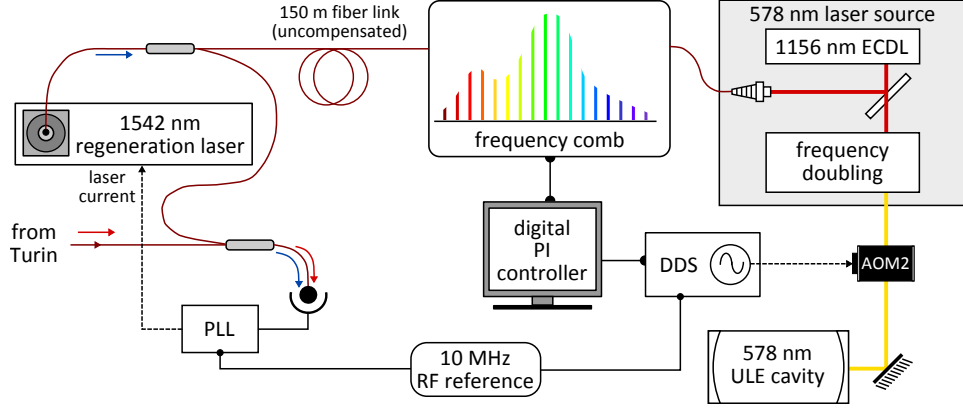 150 m fiber link
(uncompensated)
578 nm laser source
1156 nm ECDL
1542 nm
regeneration laser
frequency comb
frequency
doubling
laser
current
from
Turin
digital
PI
controller
DDS
AOM2
PLL
10 MHz
RF reference
578 nm
ULE cavity